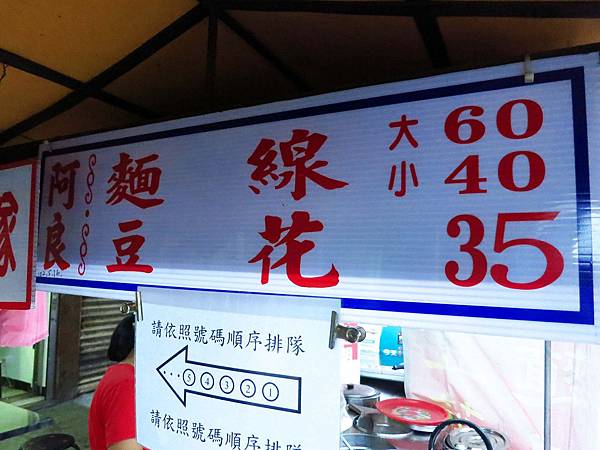 阿良
麵線 大 60
小 40
豆花 35
家
請依照號碼順序排隊
⑤ ④ ③ ② ①
請依照號碼順序排隊